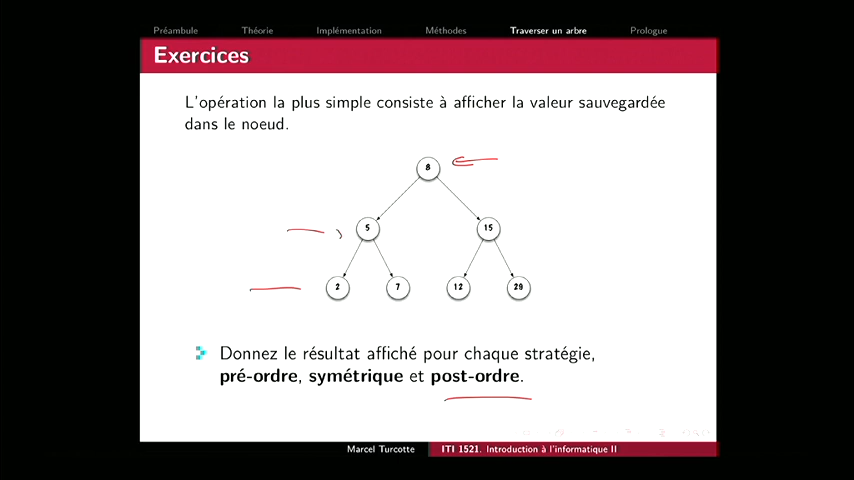 Préambule Théorie Implémentation Méthodes Traverser un arbre Prologue
Exercices
L'opération la plus simple consiste à afficher la valeur sauvegardée
dans le noeud.
8
5 15
2 7 12 29
Donnez le résultat affiché pour chaque stratégie,
pré-ordre, symétrique et post-ordre.
Marcel Turcotte ITI 1521. Introduction à l'informatique II